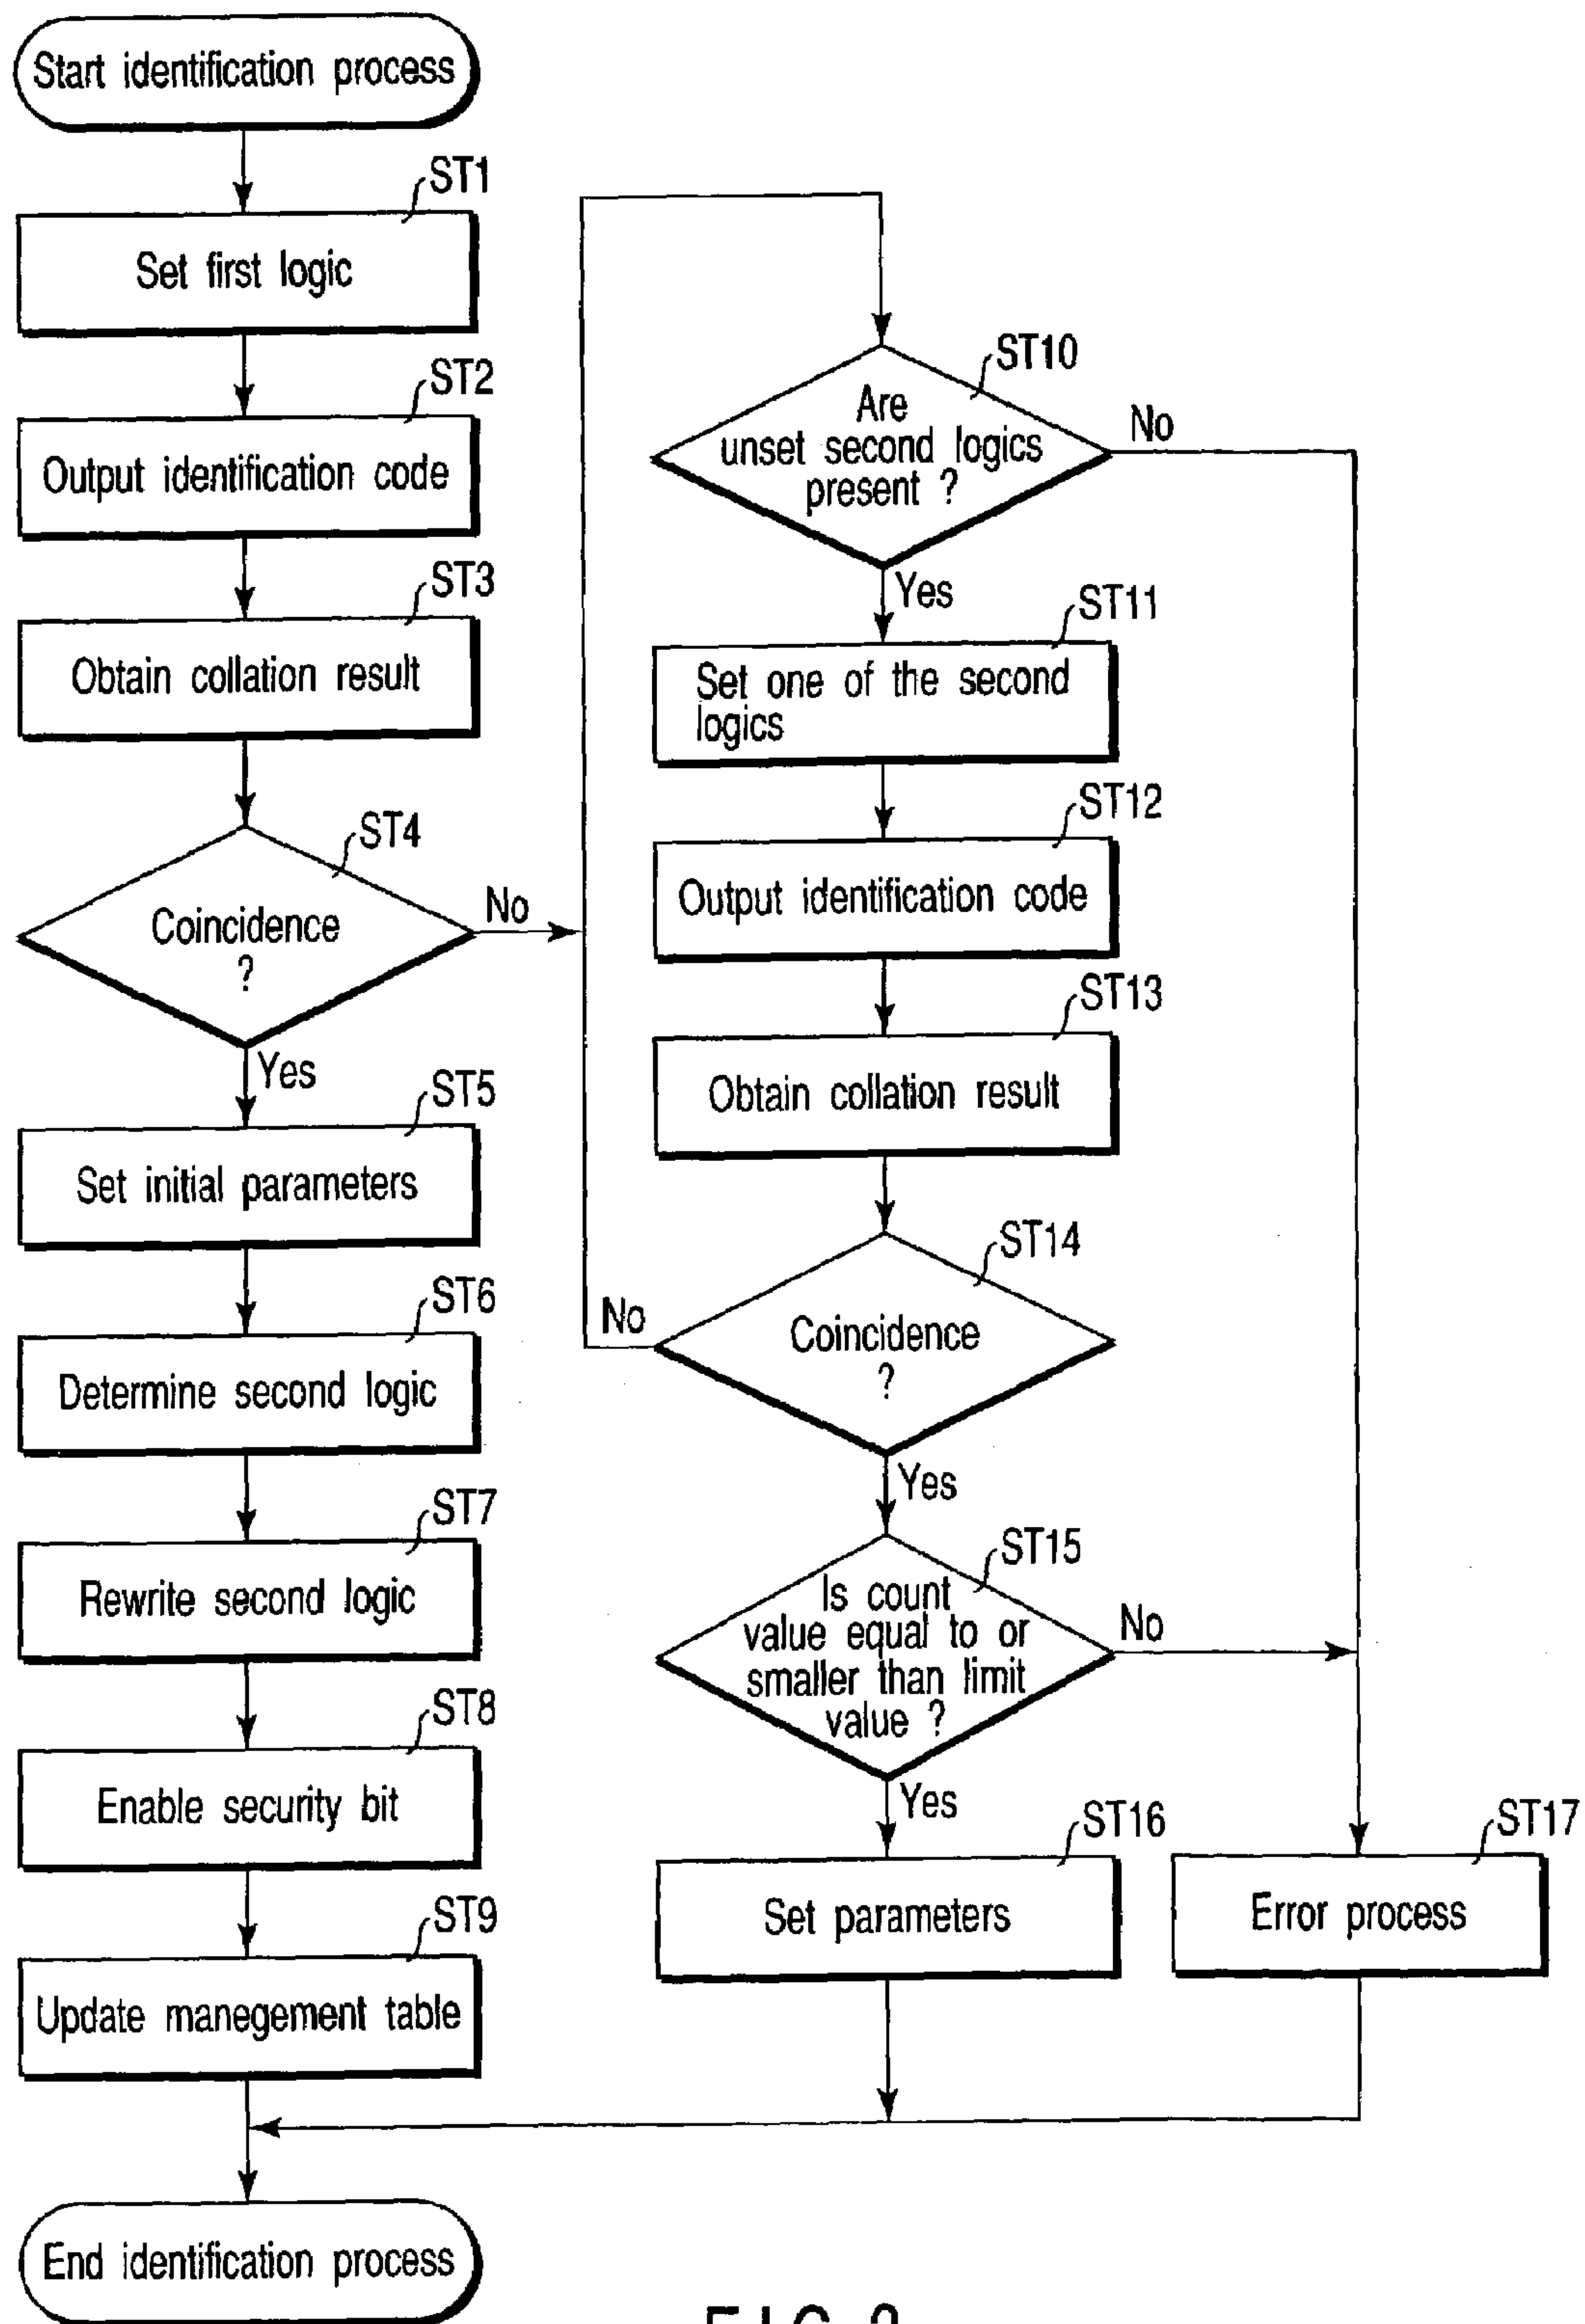 Start identification process
ST1
Set first logic
ST2
Output identification code
ST3
Obtain collation result
ST4
Coincidence
?
No
Yes
ST5
Set initial parameters
ST6
Determine second logic
ST7
Rewrite second logic
ST8
Enable security bit
ST9
Update manegement table
End identification process
ST10
Are
unset second logics
present ?
No
Yes
ST11
Set one of the second
logics
ST12
Output identification code
ST13
Obtain collation result
ST14
Coincidence
?
No
Yes
ST15
Is count
value equal to or
smaller than limit
value ?
No
Yes
ST16
Set parameters
ST17
Error process